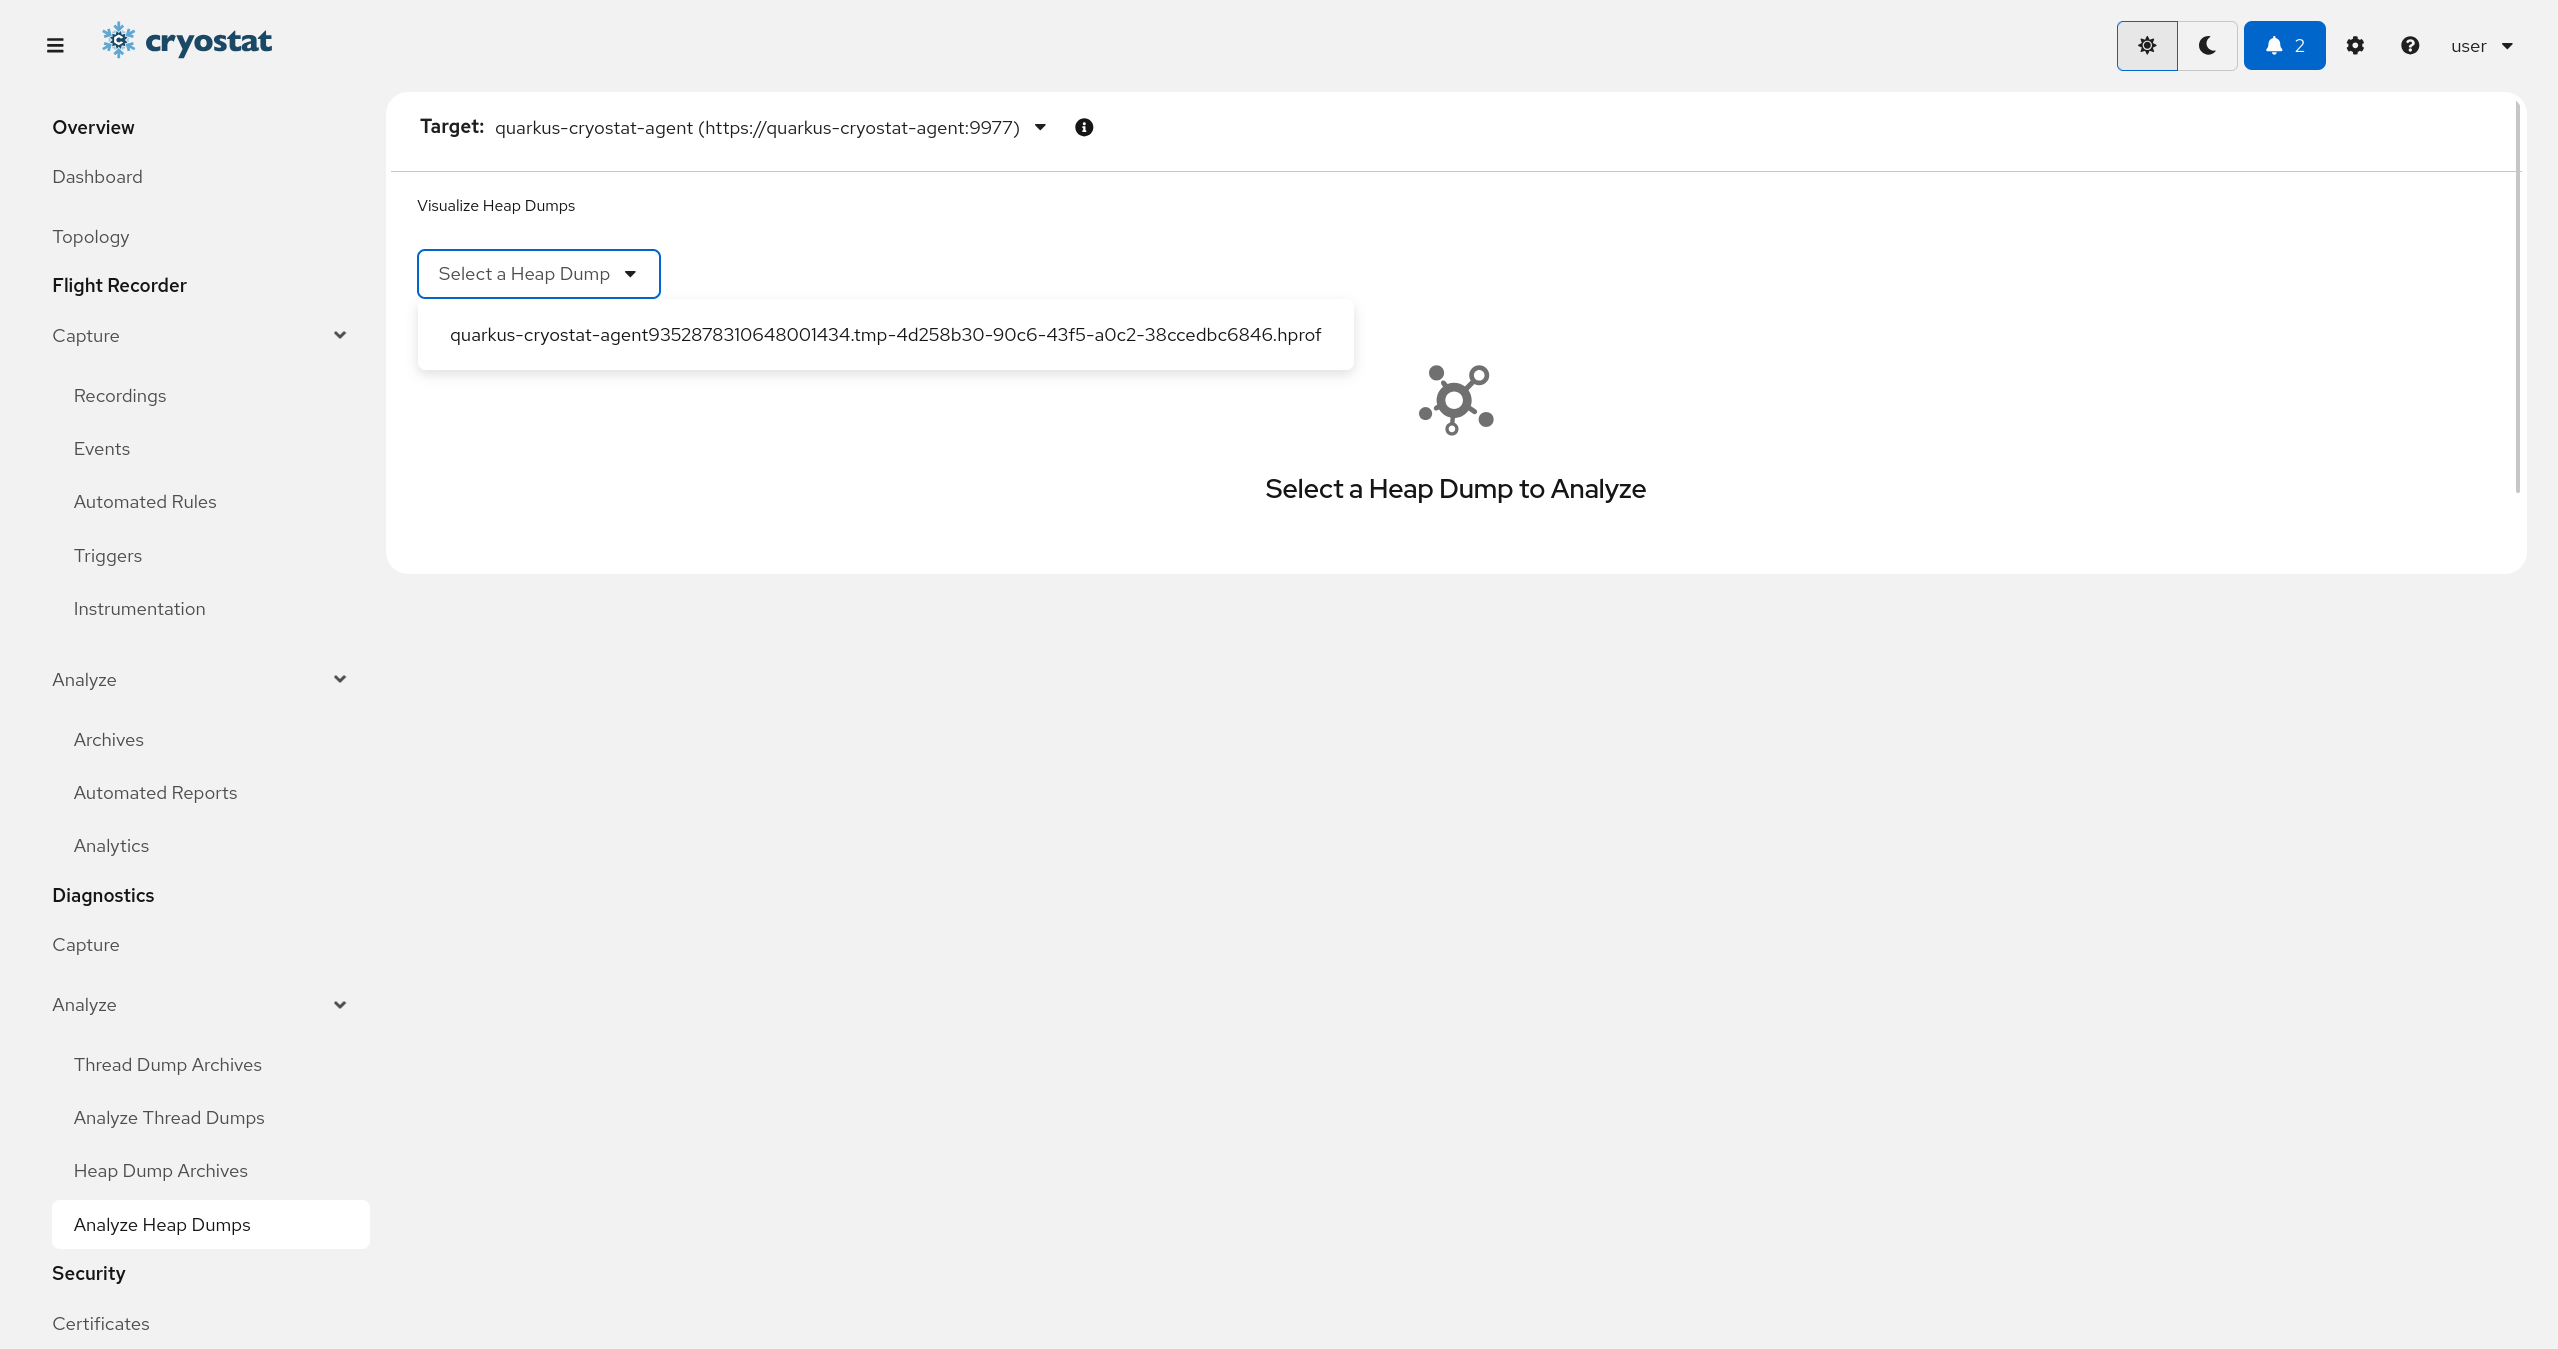 cryostat
2
user
Overview
Dashboard
Topology
Flight Recorder
Capture
Recordings
Events
Automated Rules
Triggers
Instrumentation
Analyze
Archives
Automated Reports
Analytics
Diagnostics
Capture
Analyze
Thread Dump Archives
Analyze Thread Dumps
Heap Dump Archives
Analyze Heap Dumps
Security
Certificates
Target: quarkus-cryostat-agent (https://quarkus-cryostat-agent:9977)
Visualize Heap Dumps
Select a Heap Dump
quarkus-cryostat-agent9352878310648001434.tmp-4d258b30-90c6-43f5-a0c2-38ccedbc6846.hprof
Select a Heap Dump to Analyze